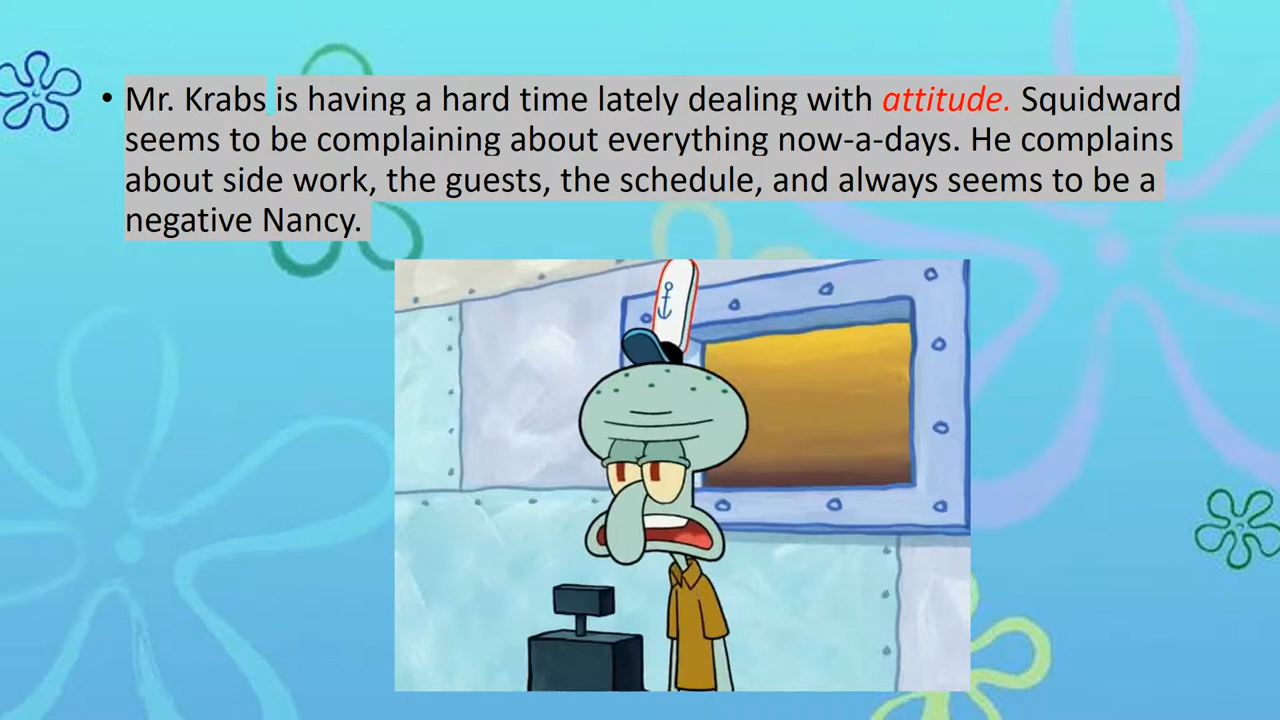 • Mr. Krabs is having a hard time lately dealing with attitude. Squidward
seems to be complaining about everything now-a-days. He complains
about side work, the guests, the schedule, and always seems to be a
negative Nancy.